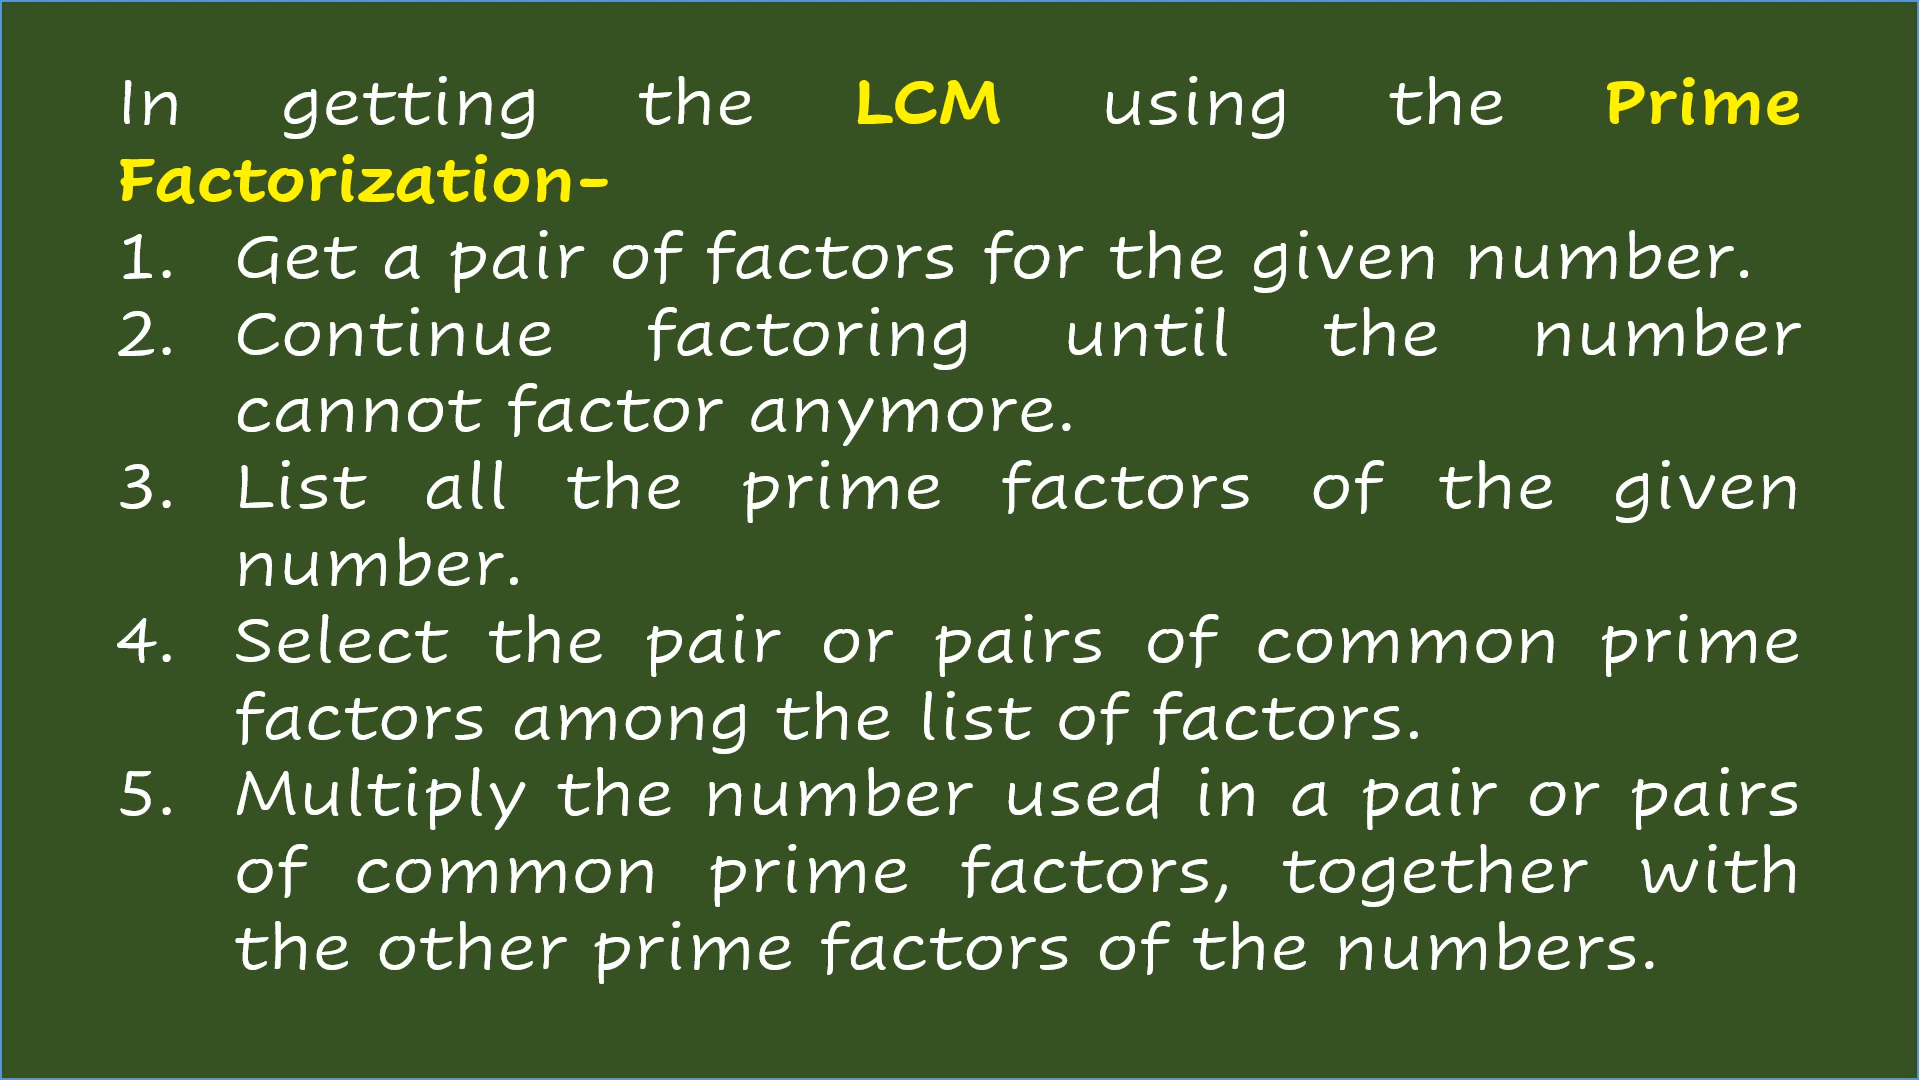 In getting the LCM using the Prime
Factorization-
1. Get a pair of factors for the given number.
2. Continue factoring until the number
cannot factor anymore.
3. List all the prime factors of the given
number.
4. Select the pair or pairs of common prime
factors among the list of factors.
5. Multiply the number used in a pair or pairs
of common prime factors, together with
the other prime factors of the numbers.